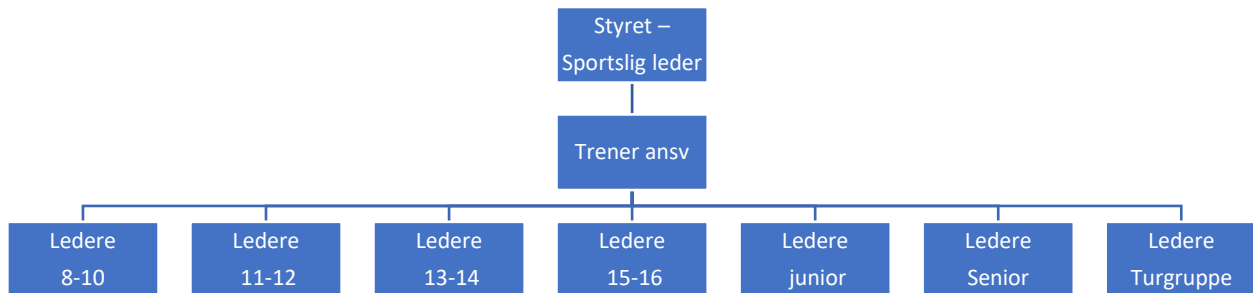 Styret –
Sportslig leder
Trener ansv
Ledere
8-10
Ledere
11-12
Ledere
13-14
Ledere
15-16
Ledere
junior
Ledere
Senior
Ledere
Turgruppe